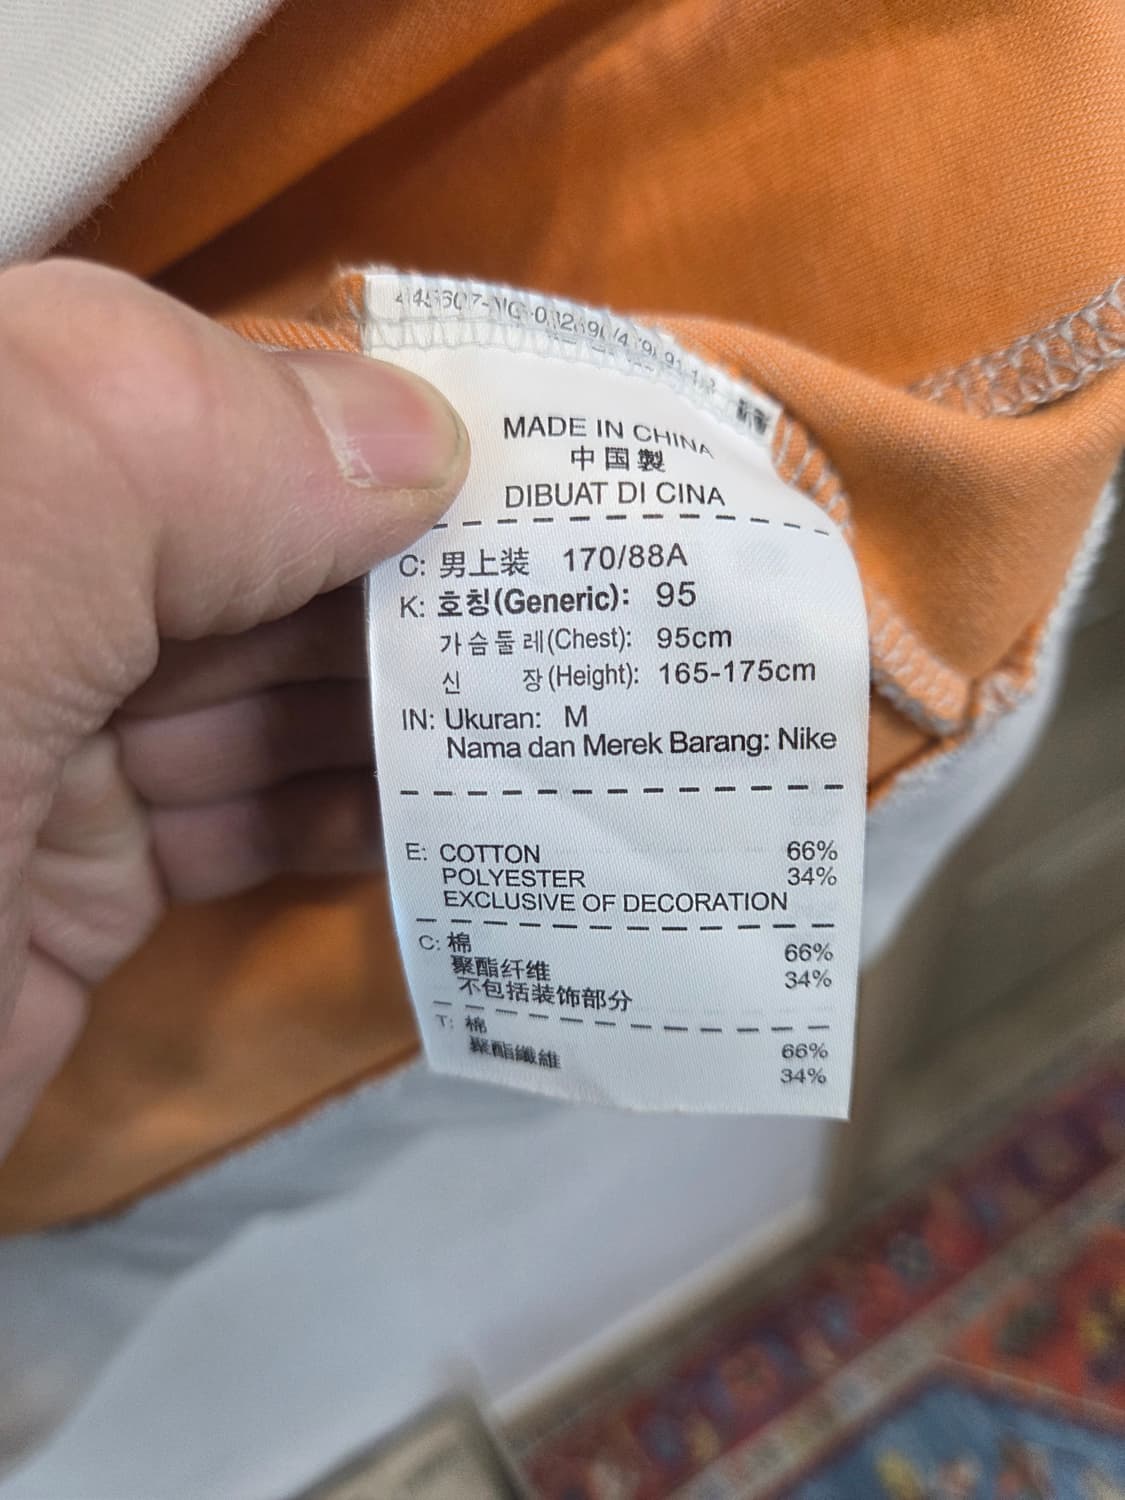 MADE IN CHINA
中国製
DIBUAT DI CINA
C: 男上装 170/88A
K: 호칭(Generic): 95
가슴둘레(Chest): 95cm
신 장(Height): 165-175cm
IN: Ukuran: M
Nama dan Merek Barang: Nike
E: COTTON 66%
POLYESTER 34%
EXCLUSIVE OF DECORATION
C: 棉 66%
聚酯纤维 34%
不包括装饰部分
T: 棉 66%
聚酯纖維 34%